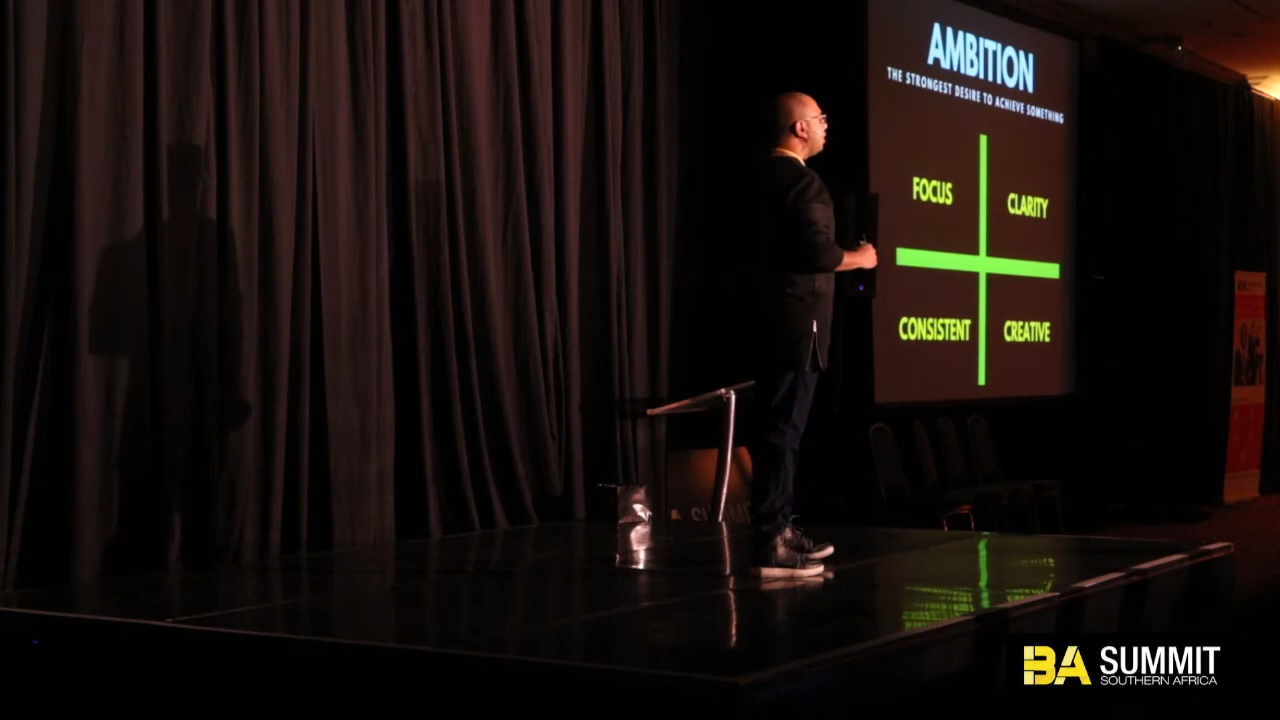 AMBITION
THE STRONGEST DESIRE TO ACHIEVE SOMETHING
FOCUS
CLARITY
CONSISTENT
CREATIVE
BA SUMMIT
SOUTHERN AFRICA